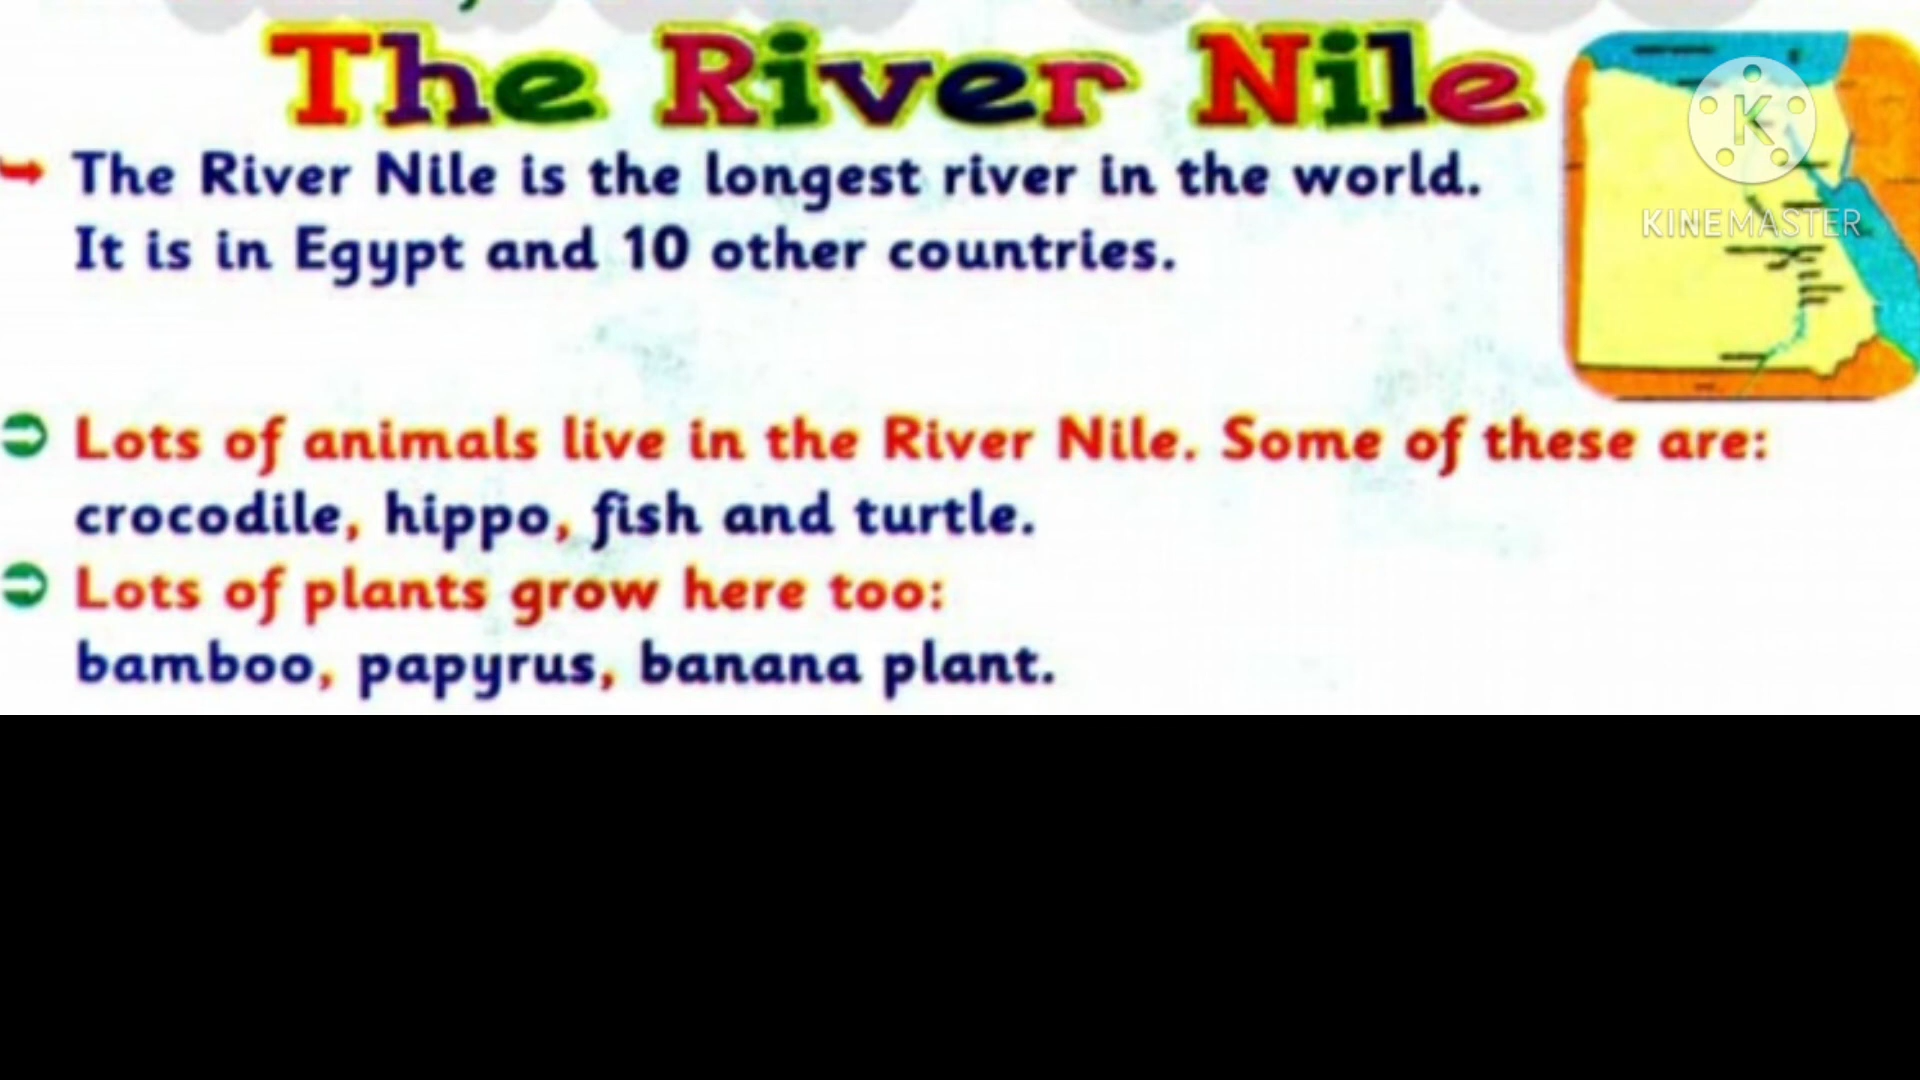 The River Nile
The River Nile is the longest river in the world.
It is in Egypt and 10 other countries.
KINEMASTER
Lots of animals live in the River Nile. Some of these are:
crocodile, hippo, fish and turtle.
Lots of plants grow here too:
bamboo, papyrus, banana plant.